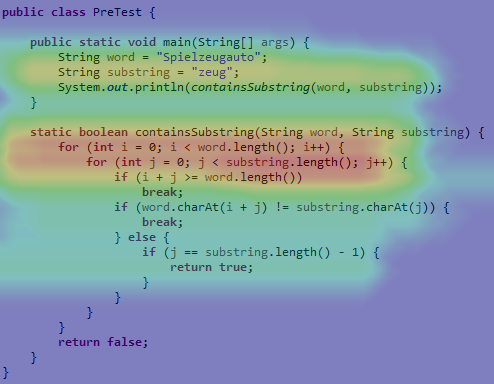 public class PreTest {
public static void main(String[] args) {
String word = "Spielzeugauto";
String substring = "zeug";
System.out.println(containsSubstring(word, substring));
}
static boolean containsSubstring(String word, String substring) {
for (int i = 0; i < word.length(); i++) {
for (int j = 0; j < substring.length(); j++) {
if (i + j >= word.length())
break;
if (word.charAt(i + j) != substring.charAt(j)) {
break;
} else {
if (j == substring.length() - 1) {
return true;
}
}
}
}
return false;
}
}